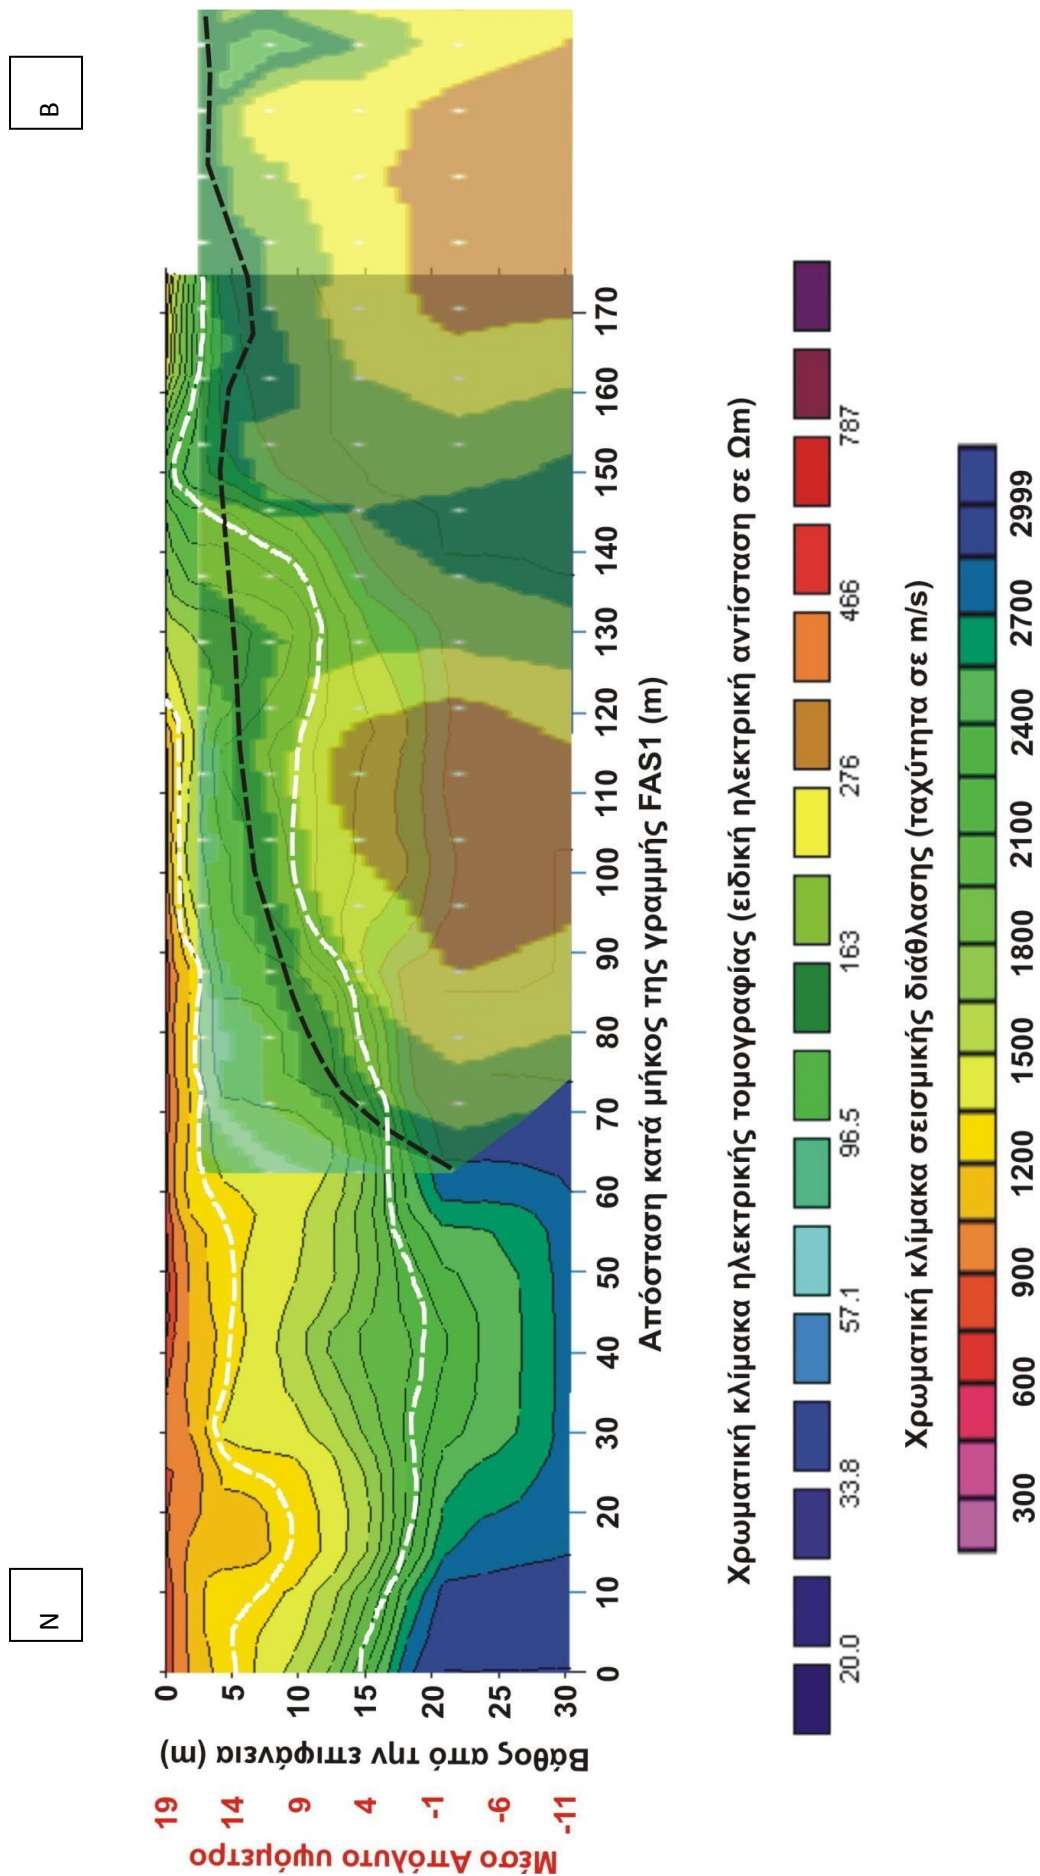 N
B
19
14
9
4
-1
-6
-11
Μέσο Απόλυτο υψόμετρο
0
5
10
15
20
25
30
Βάθος από την επιφάνεια (m)
0 10 20 30 40 50 60 70 80 90 100 110 120 130 140 150 160 170
Απόσταση κατά μήκος της γραμμής FAS1 (m)
Χρωματική κλίμακα ηλεκτρικής τομογραφίας (ειδική ηλεκτρική αντίσταση σε Ωm)
20.0 33.8 57.1 96.5 163 276 466 787
Χρωματική κλίμακα σεισμικής διάθλασης (ταχύτητα σε m/s)
300 600 900 1200 1500 1800 2100 2400 2700 2999